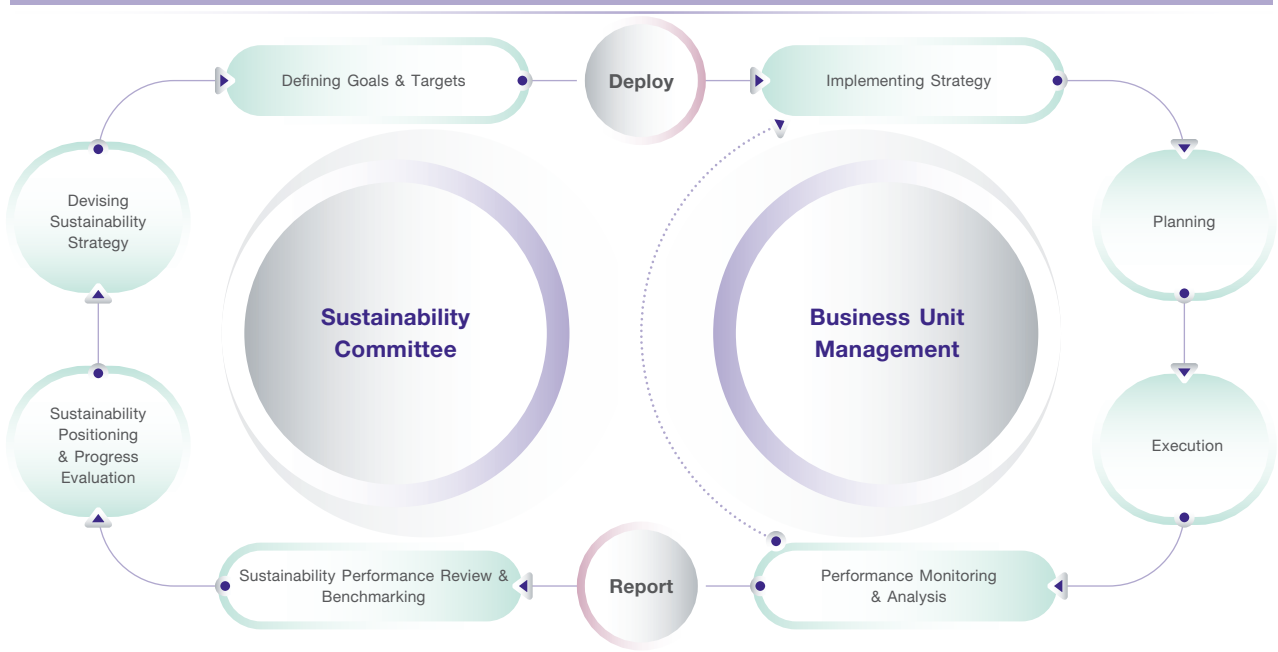 Defining Goals & Targets
Deploy
Implementing Strategy
Devising
Sustainability
Strategy
Planning
Sustainability
Committee
Business Unit
Management
Sustainability
Positioning
& Progress
Evaluation
Execution
Sustainability Performance Review &
Benchmarking
Report
Performance Monitoring
& Analysis